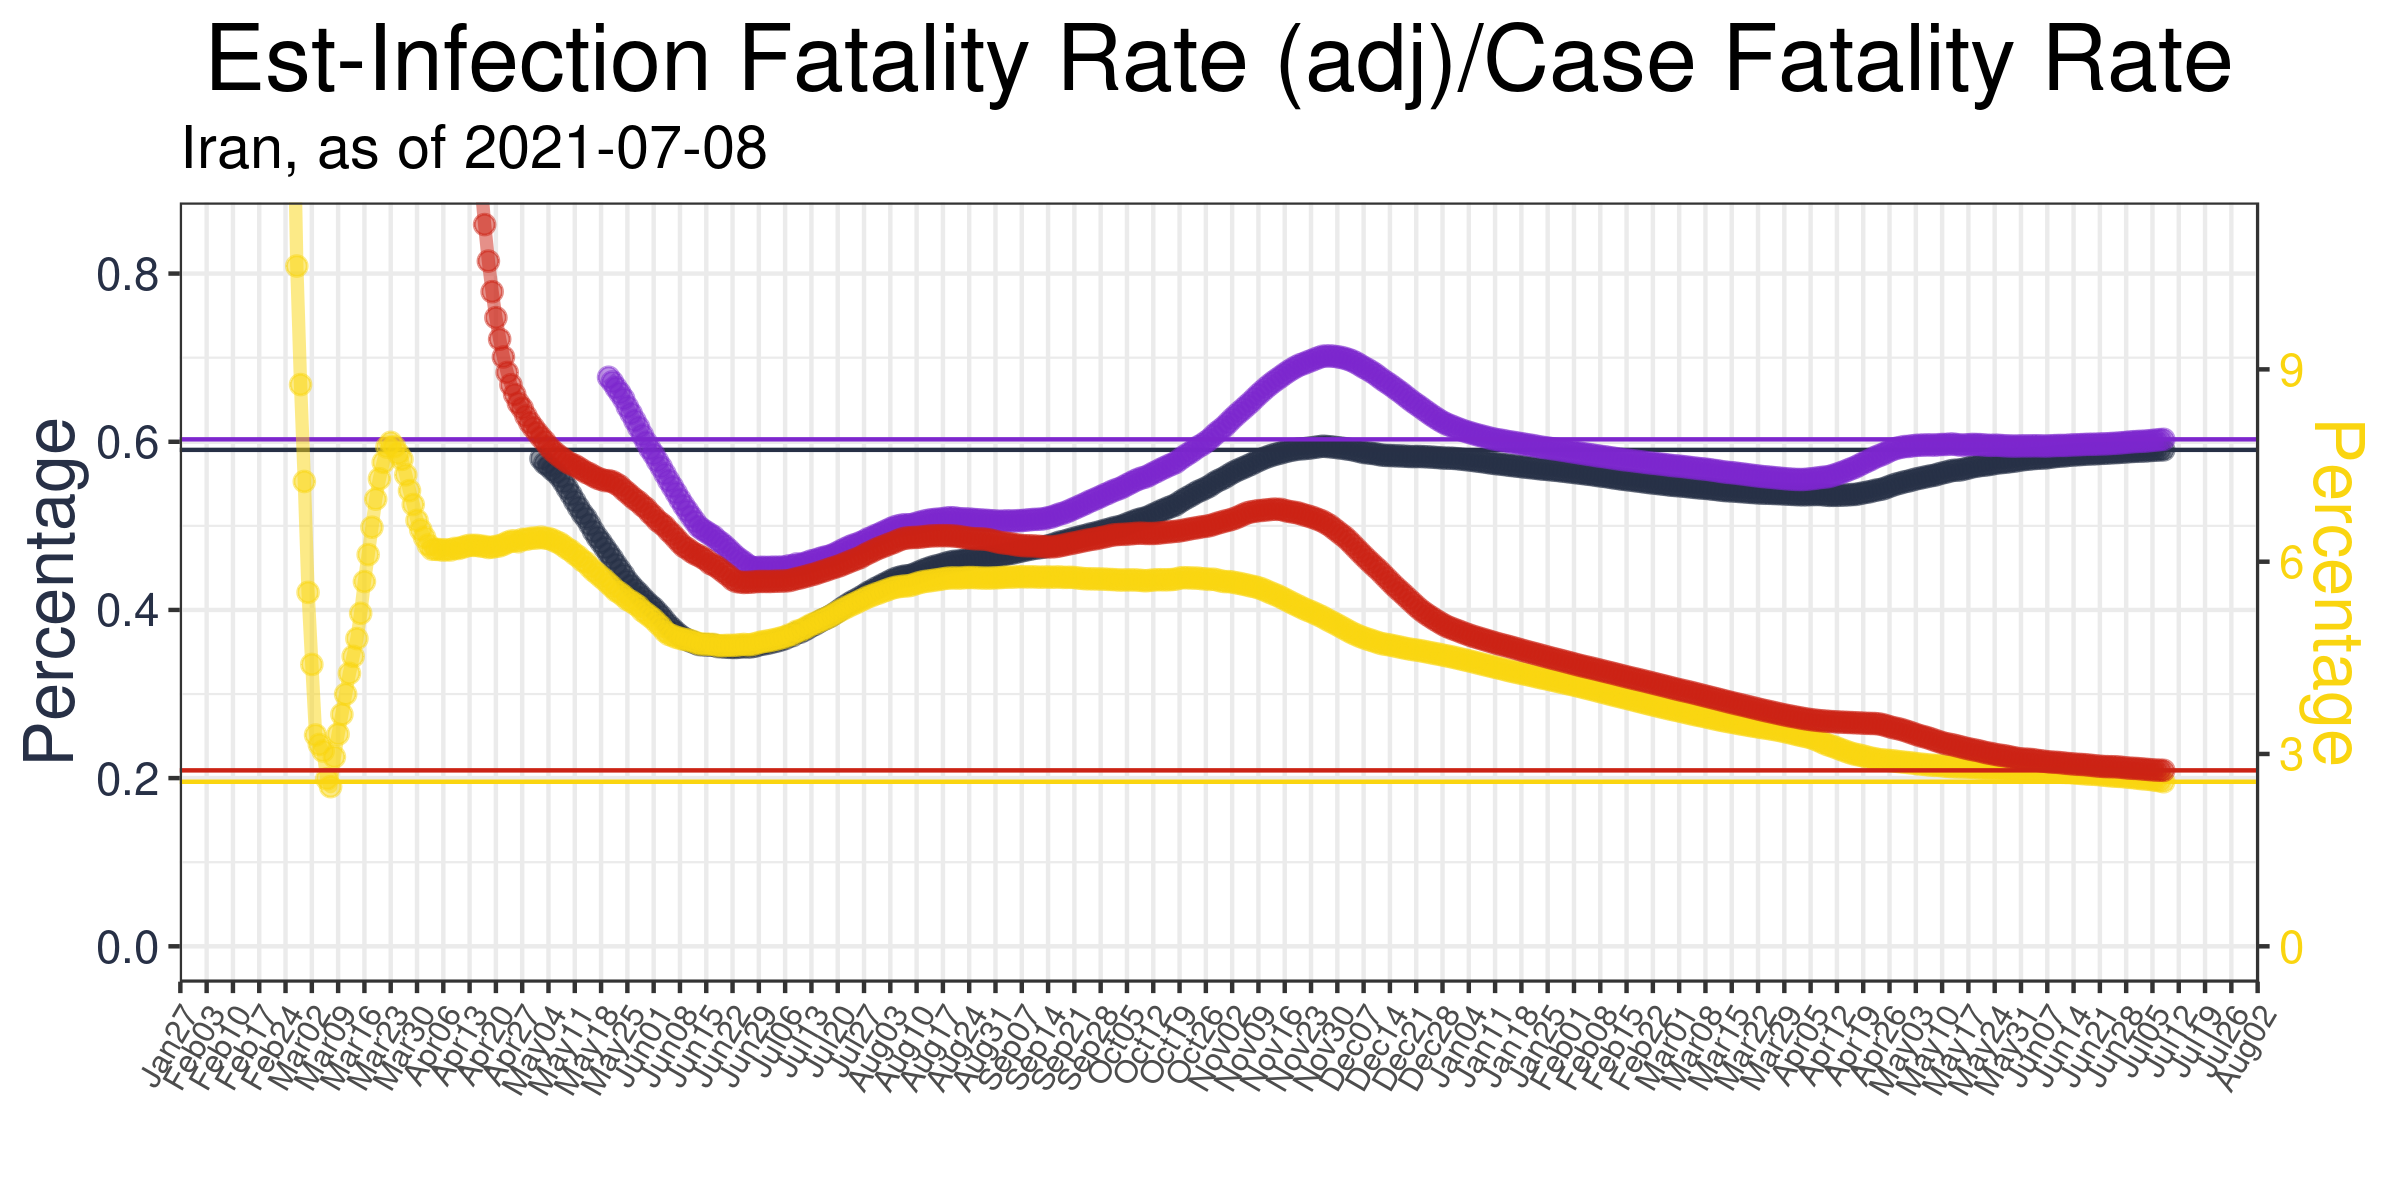 Est-Infection Fatality Rate (adj)/Case Fatality Rate
Iran, as of 2021-07-08
Percentage
0.8
0.6
0.4
0.2
0.0
9
6
3
0
Percentage
Jan27
Feb03
Feb10
Feb17
Feb24
Mar02
Mar09
Mar16
Mar23
Mar30
Apr06
Apr13
Apr20
Apr27
May04
May11
May18
May25
Jun01
Jun08
Jun15
Jun22
Jun29
Jul06
Jul13
Jul20
Jul27
Aug03
Aug10
Aug17
Aug24
Aug31
Sep07
Sep14
Sep21
Sep28
Oct05
Oct12
Oct19
Oct26
Nov02
Nov09
Nov16
Nov23
Nov30
Dec07
Dec14
Dec21
Dec28
Jan04
Jan11
Jan18
Jan25
Feb01
Feb08
Feb15
Feb22
Mar01
Mar08
Mar15
Mar22
Mar29
Apr05
Apr12
Apr19
Apr26
May03
May10
May17
May24
May31
Jun07
Jun14
Jun21
Jun28
Jul05
Jul12
Jul19
Jul26
Aug02